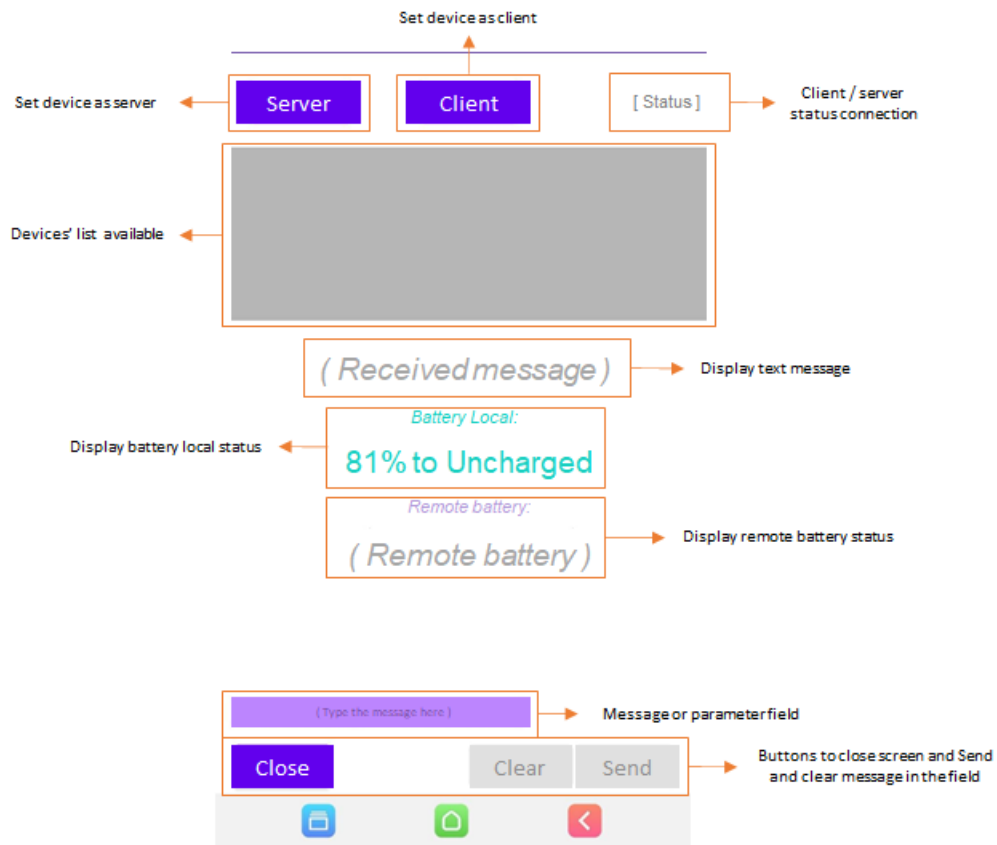 Set device as client
Set device as server
Server
Client
[ Status ]
Client / server
status connection
Devices' list available
( Received message )
Display text message
Battery Local:
Display battery local status
81% to Uncharged
Remote battery:
( Remote battery )
Display remote battery status
( Type the message here )
Message or parameter field
Close
Clear
Send
Buttons to close screen and Send
and clear message in the field